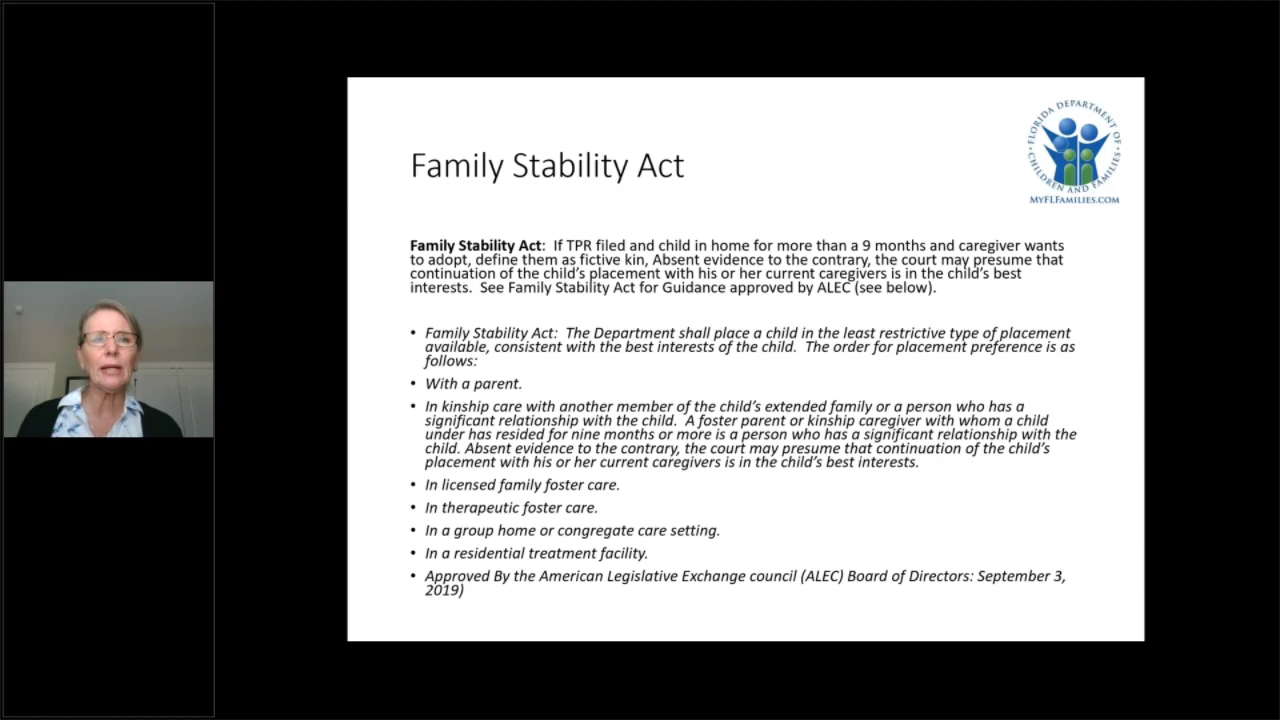 Family Stability Act
FLORIDA DEPARTMENT OF
CHILDREN AND FAMILIES
MYFLFAMILIES.COM
Family Stability Act:  If TPR filed and child in home for more than a 9 months and caregiver wants
to adopt, define them as fictive kin, Absent evidence to the contrary, the court may presume that
continuation of the child’s placement with his or her current caregivers is in the child’s best
interests.  See Family Stability Act for Guidance approved by ALEC (see below).
• Family Stability Act:  The Department shall place a child in the least restrictive type of placement
available, consistent with the best interests of the child.  The order for placement preference is as
follows:
• With a parent.
• In kinship care with another member of the child’s extended family or a person who has a
significant relationship with the child.  A foster parent or kinship caregiver with whom a child
under has resided for nine months or more is a person who has a significant relationship with the
child. Absent evidence to the contrary, the court may presume that continuation of the child’s
placement with his or her current caregivers is in the child’s best interests.
• In licensed family foster care.
• In therapeutic foster care.
• In a group home or congregate care setting.
• In a residential treatment facility.
• Approved By the American Legislative Exchange council (ALEC) Board of Directors: September 3,
2019)